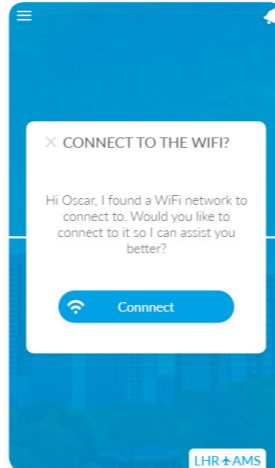 CONNECT TO THE WIFI?
Hi Oscar, I found a WiFi network to
connect to. Would you like to
connect to it so I can assist you
better?
Connnect
LHR AMS